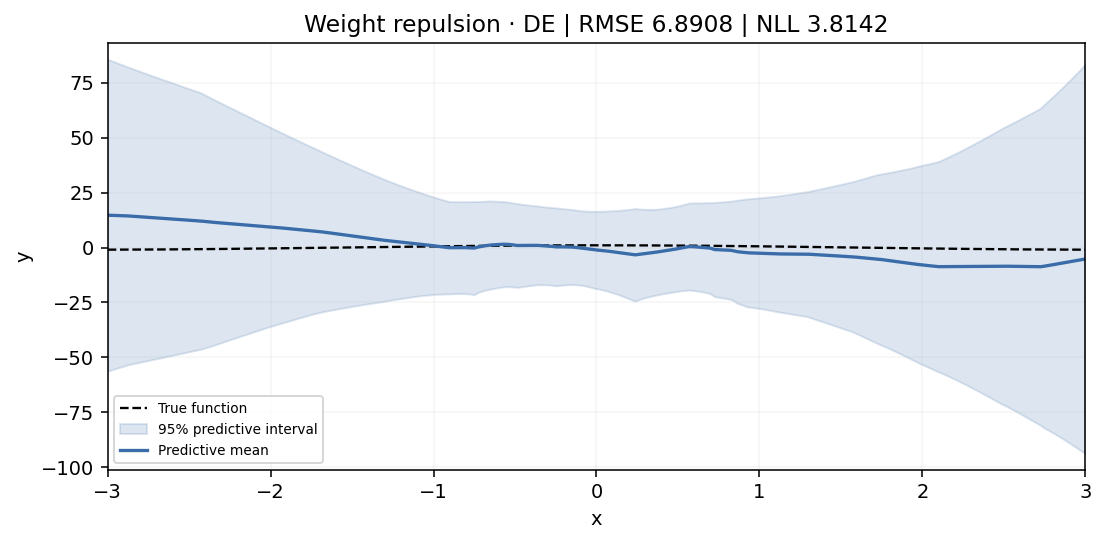 Weight repulsion · DE | RMSE 6.8908 | NLL 3.8142
75
50
25
0
−25
−50
−75
−100
y
True function
95% predictive interval
Predictive mean
−3
−2
−1
0
1
2
3
x